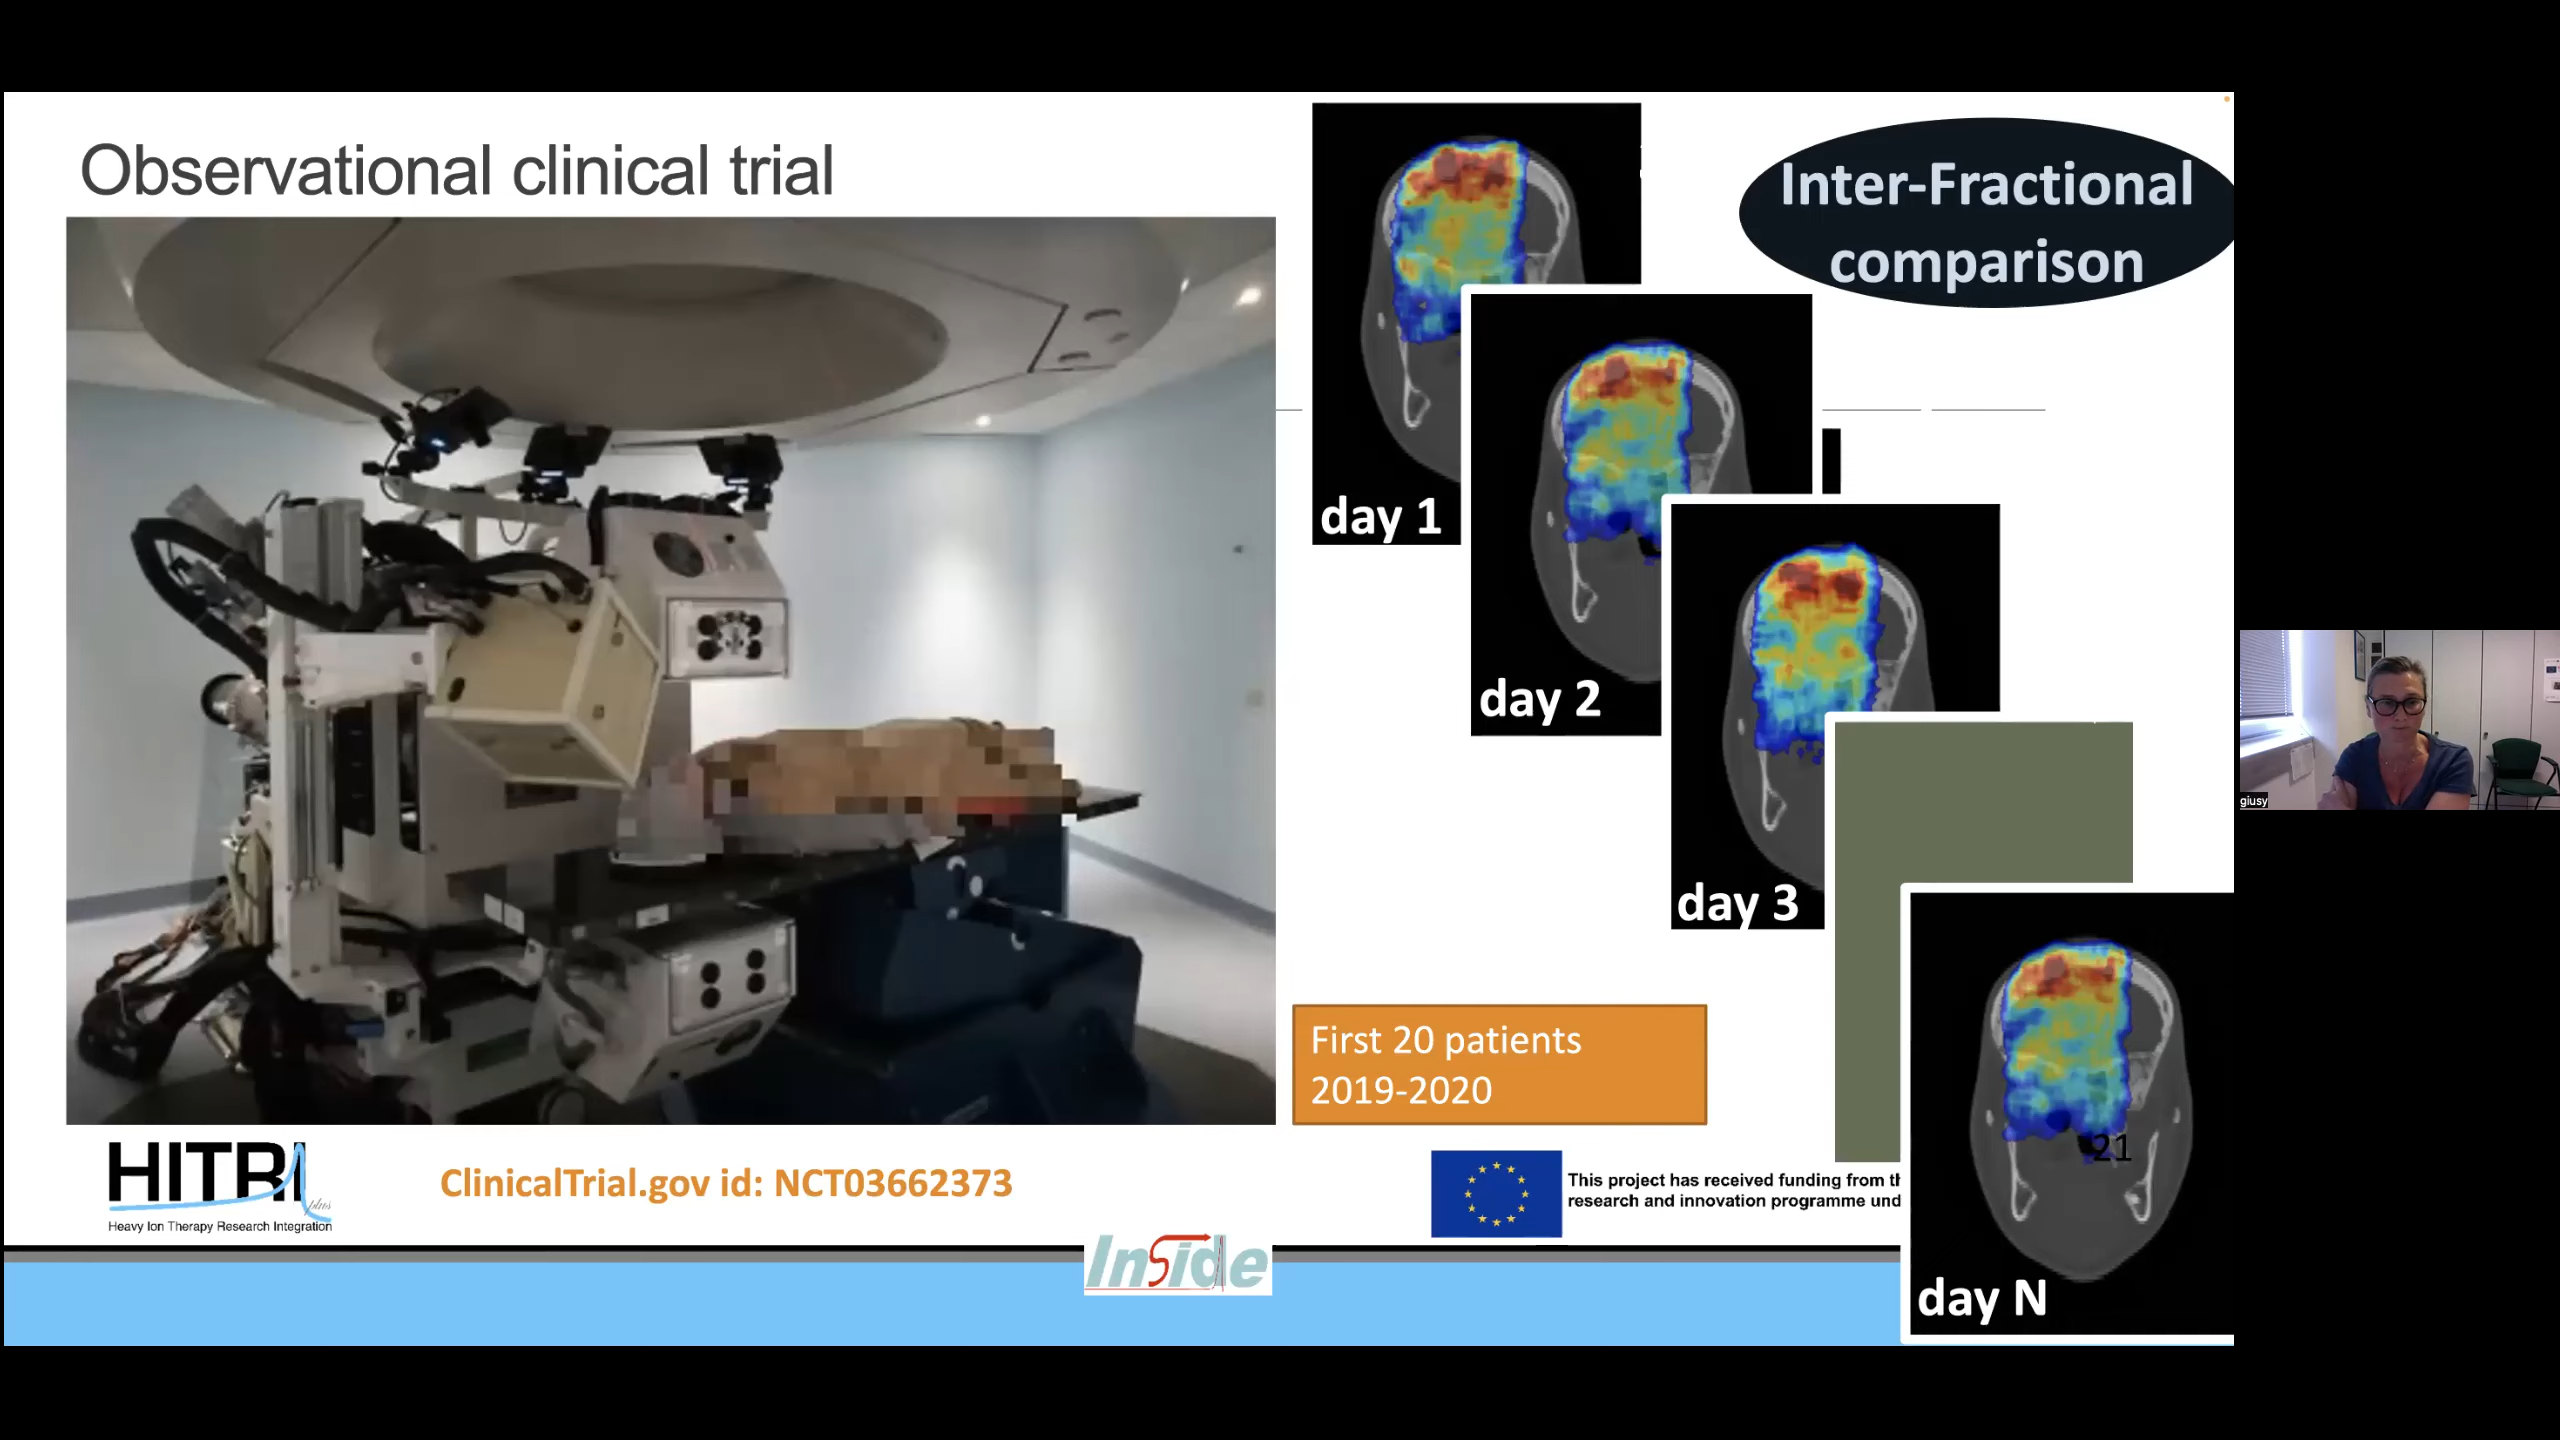 Observational clinical trial
Inter-Fractional
comparison
day 1
day 2
day 3
day N
First 20 patients
2019-2020
21
HITRI plus
Heavy Ion Therapy Research Integration
ClinicalTrial.gov id: NCT03662373
This project has received funding from th
research and innovation programme und
InSide
giusy